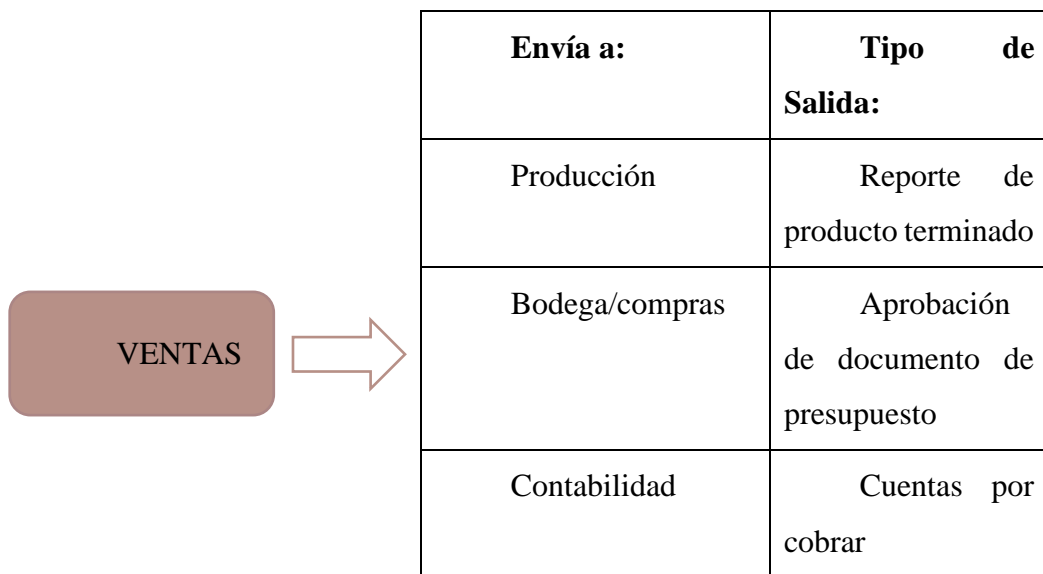 Envía a:
Tipo de
Salida:
Producción
Reporte de
producto terminado
VENTAS
Bodega/compras
Aprobación
de documento de
presupuesto
Contabilidad
Cuentas por
cobrar